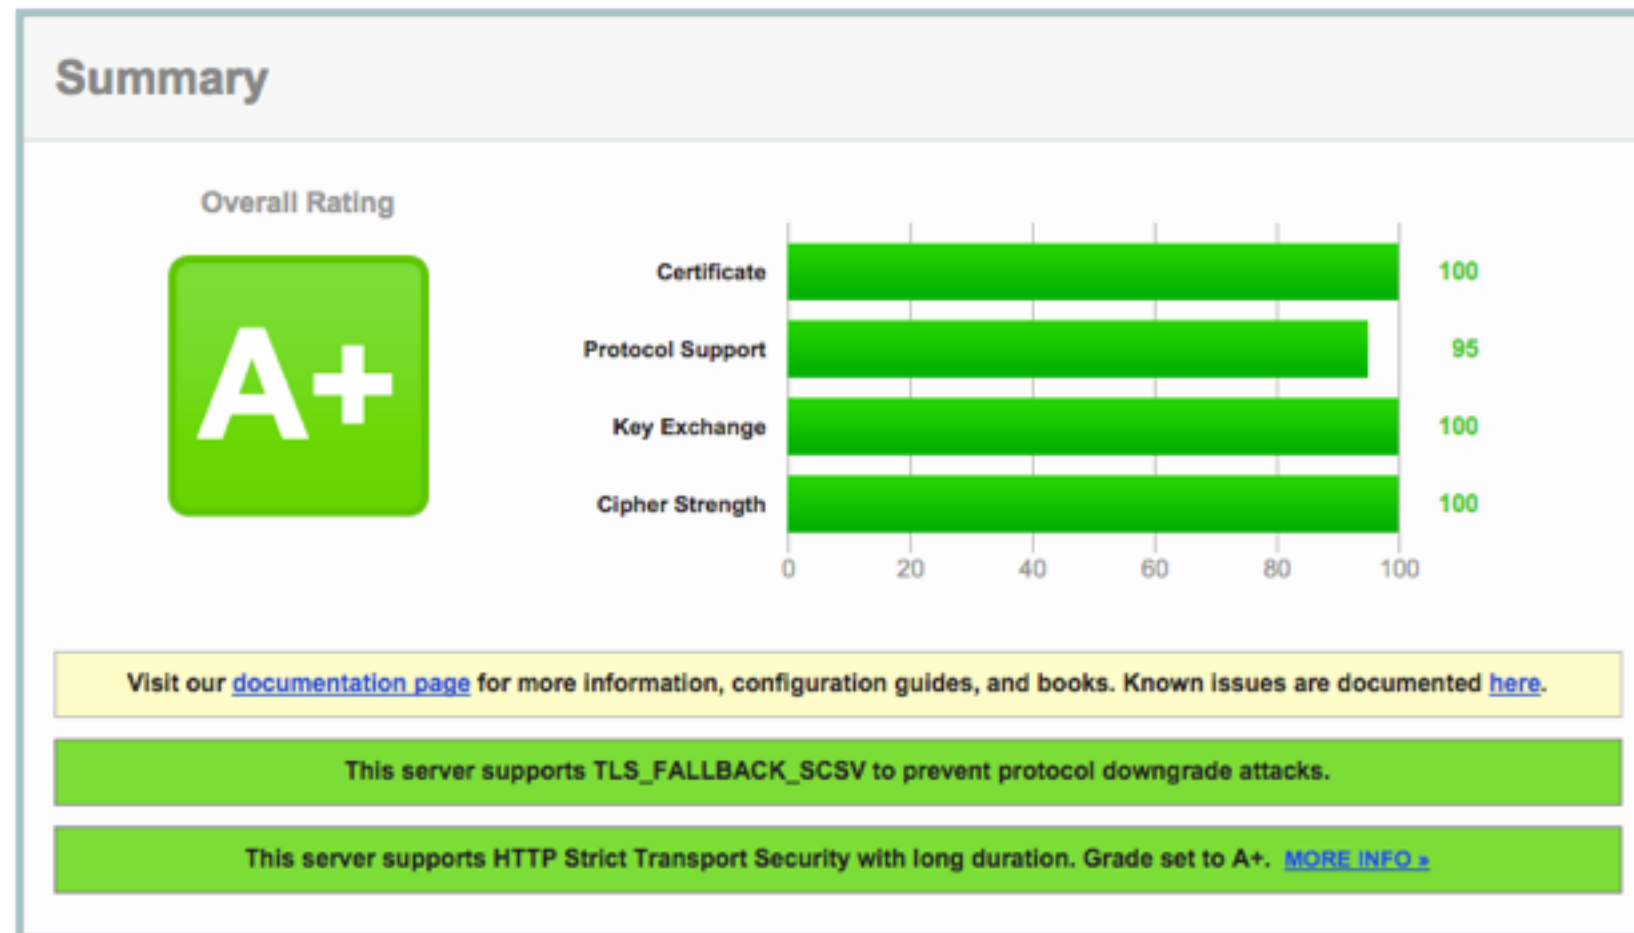 Summary
Overall Rating
A+
Certificate 100
Protocol Support 95
Key Exchange 100
Cipher Strength 100
0 20 40 60 80 100
Visit our documentation page for more information, configuration guides, and books. Known issues are documented here.
This server supports TLS_FALLBACK_SCSV to prevent protocol downgrade attacks.
This server supports HTTP Strict Transport Security with long duration. Grade set to A+. MORE INFO »